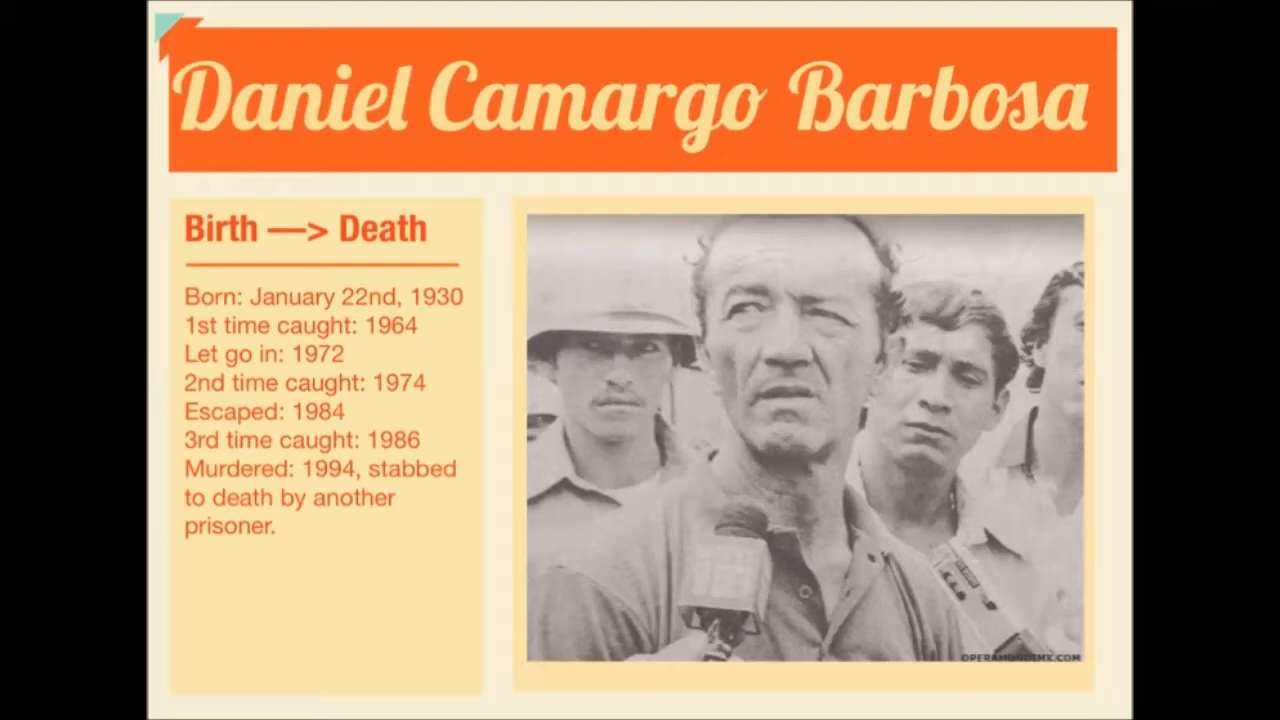 Daniel Camargo Barbosa
Birth —> Death
Born: January 22nd, 1930
1st time caught: 1964
Let go in: 1972
2nd time caught: 1974
Escaped: 1984
3rd time caught: 1986
Murdered: 1994, stabbed
to death by another
prisoner.